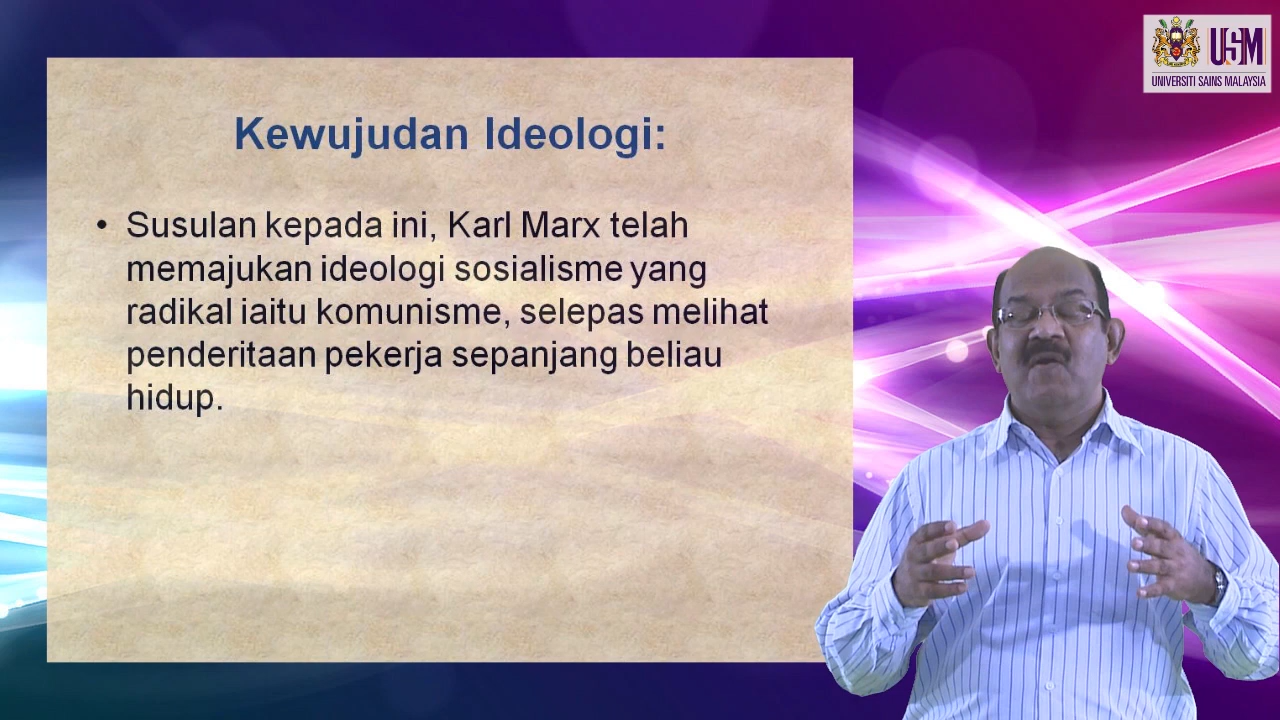 USM
UNIVERSITI SAINS MALAYSIA
Kewujudan Ideologi:
• Susulan kepada ini, Karl Marx telah
memajukan ideologi sosialisme yang
radikal iaitu komunisme, selepas melihat
penderitaan pekerja sepanjang beliau
hidup.